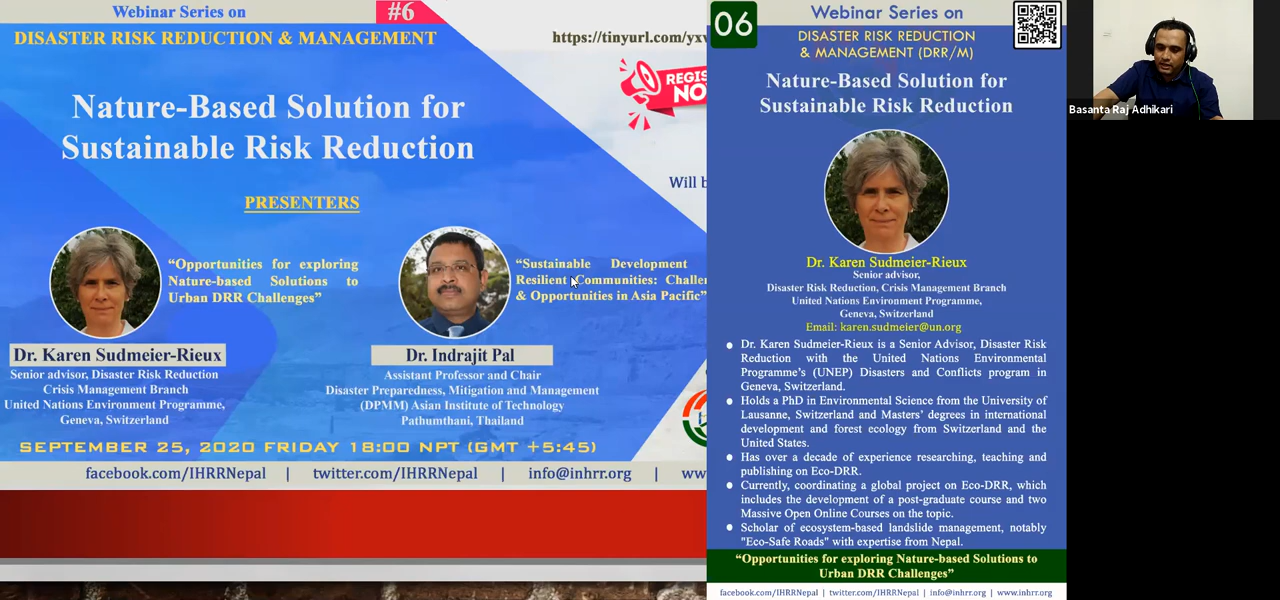 Webinar Series on
#6
DISASTER RISK REDUCTION & MANAGEMENT
https://tinyurl.com/yxv
REGIS
NO
Nature-Based Solution for
Sustainable Risk Reduction
Will b
PRESENTERS
"Opportunities for exploring
Nature-based Solutions to
Urban DRR Challenges"
Dr. Karen Sudmeier-Rieux
Senior advisor, Disaster Risk Reduction
Crisis Management Branch
United Nations Environment Programme,
Geneva, Switzerland
"Sustainable Development
Resilient Communities: Challen
& Opportunities in Asia Pacific"
Dr. Indrajit Pal
Assistant Professor and Chair
Disaster Preparedness, Mitigation and Management
(DPMM) Asian Institute of Technology
Pathumthani, Thailand
SEPTEMBER 25, 2020 FRIDAY 18:00 NPT (GMT +5:45)
facebook.com/IHRRNepal | twitter.com/IHRRNepal | info@inhrr.org | ww
06
Webinar Series on
DISASTER RISK REDUCTION
& MANAGEMENT (DRR/M)
Nature-Based Solution for
Sustainable Risk Reduction
Dr. Karen Sudmeier-Rieux
Senior advisor,
Disaster Risk Reduction, Crisis Management Branch
United Nations Environment Programme,
Geneva, Switzerland
Email: karen.sudmeier@un.org
● Dr. Karen Sudmeier-Rieux is a Senior Advisor, Disaster Risk
Reduction with the United Nations Environmental
Programme's (UNEP) Disasters and Conflicts program in
Geneva, Switzerland.
● Holds a PhD in Environmental Science from the University of
Lausanne, Switzerland and Masters' degrees in international
development and forest ecology from Switzerland and the
United States.
● Has over a decade of experience researching, teaching and
publishing on Eco-DRR.
● Currently, coordinating a global project on Eco-DRR, which
includes the development of a post-graduate course and two
Massive Open Online Courses on the topic.
● Scholar of ecosystem-based landslide management, notably
"Eco-Safe Roads" with expertise from Nepal.
"Opportunities for exploring Nature-based Solutions to
Urban DRR Challenges"
facebook.com/IHRRNepal | twitter.com/IHRRNepal | info@inhrr.org | www.inhrr.org
Basanta Raj Adhikari